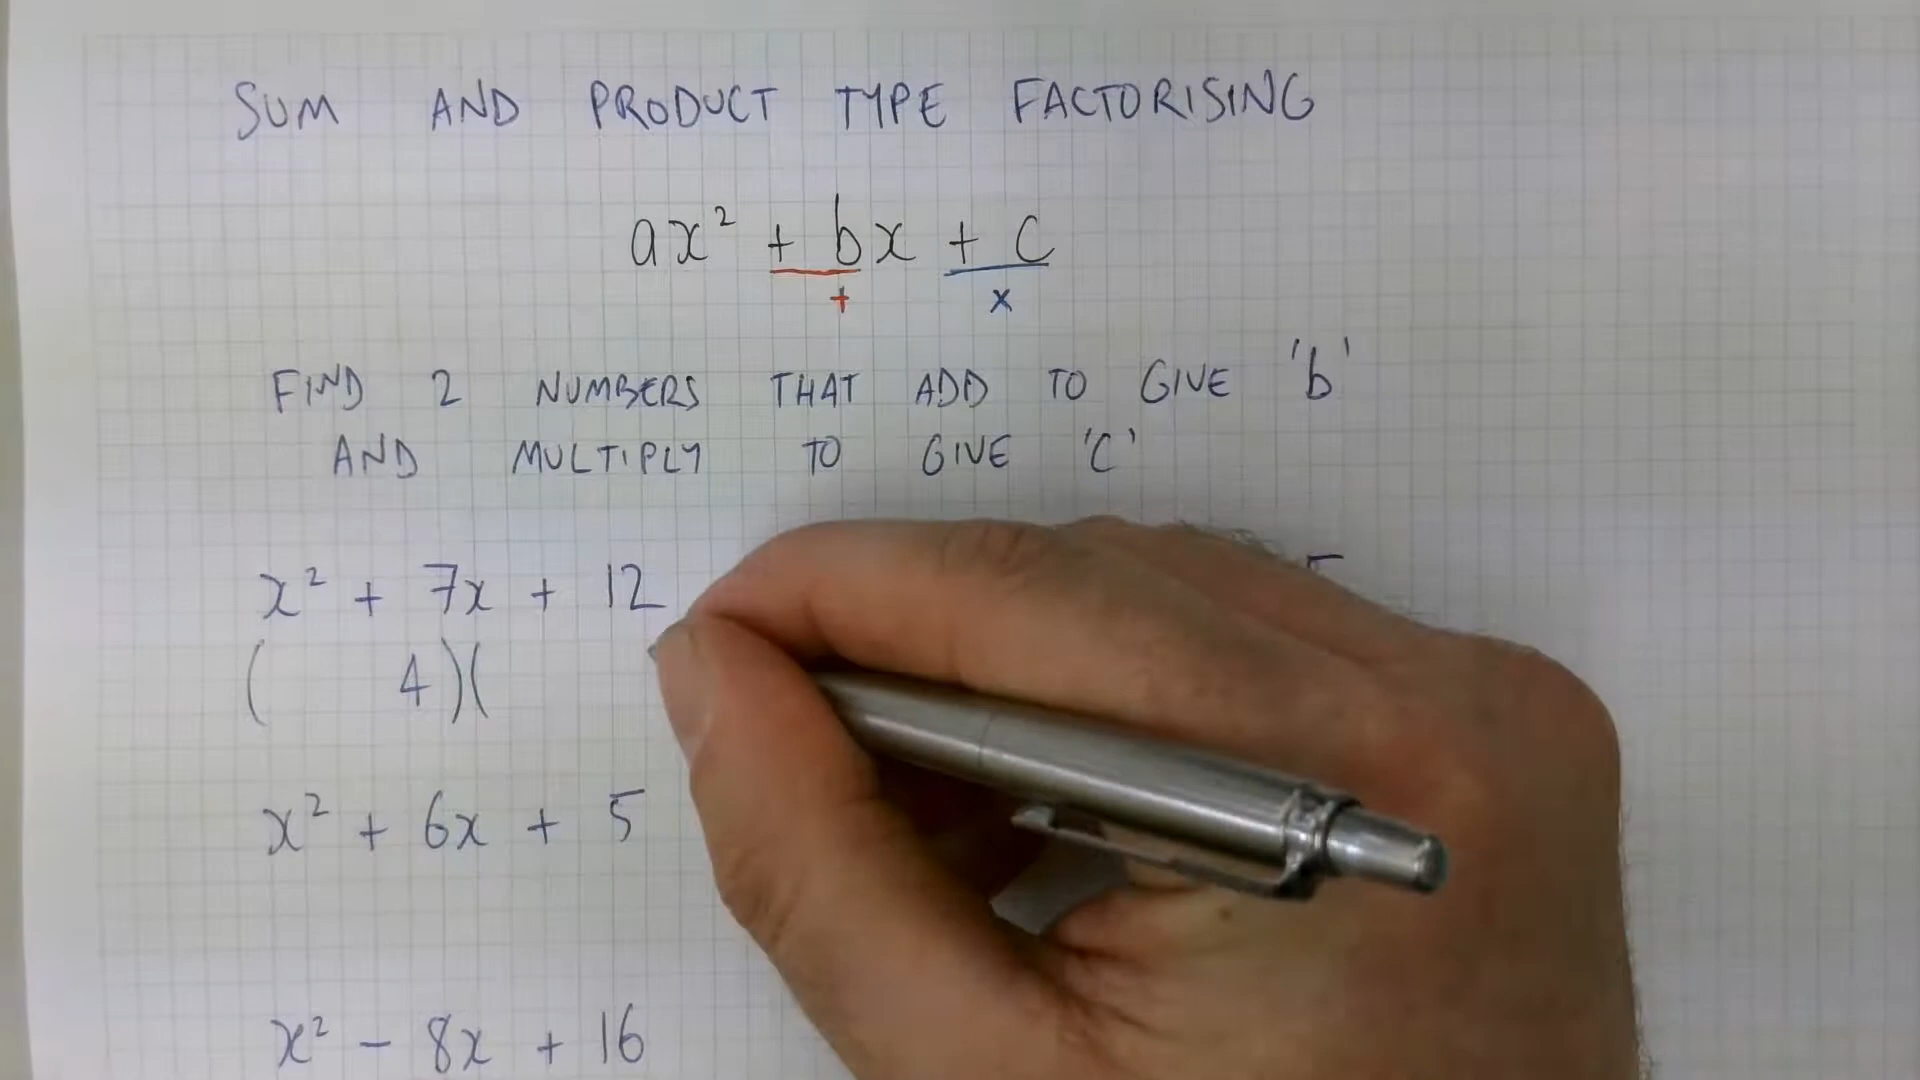 SUM AND PRODUCT TYPE FACTORISING
ax² + bx + c
+ x
FIND 2 NUMBERS THAT ADD TO GIVE 'b'
AND MULTIPLY TO GIVE 'C'
x² + 7x + 12
( 4)(
x² + 6x + 5
x² - 8x + 16